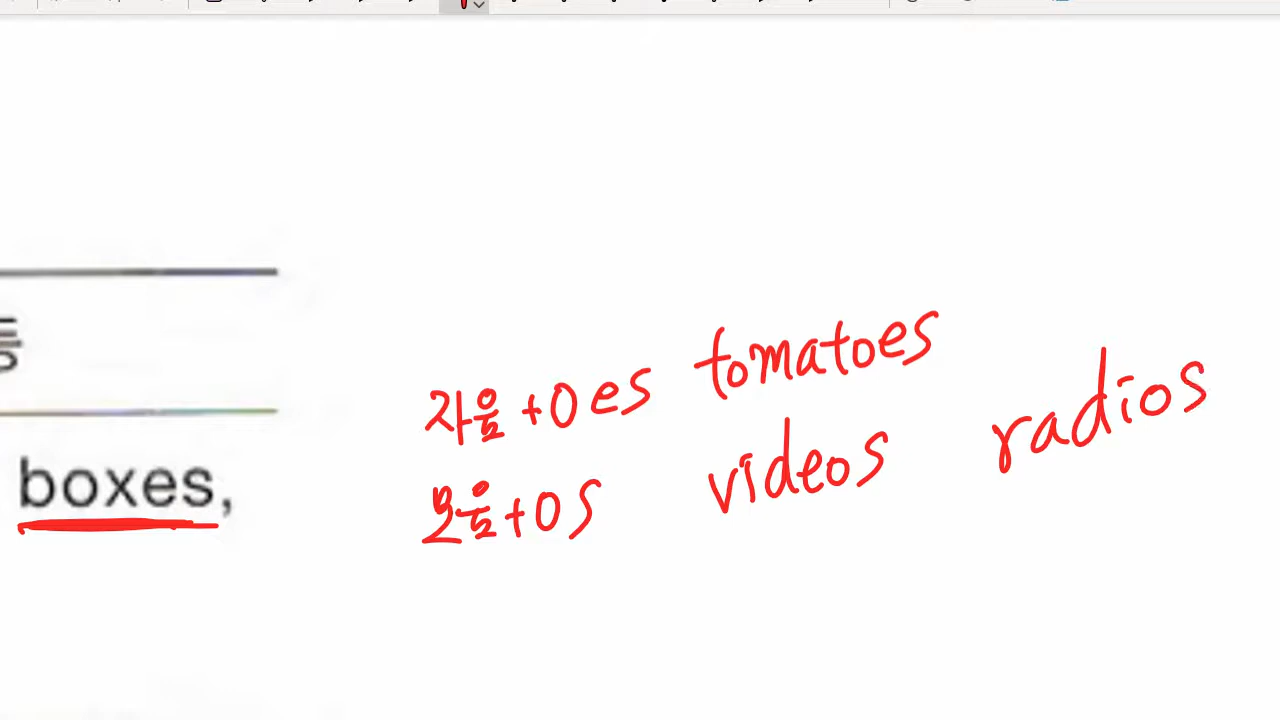 등
자음+o es tomatoes
모음+o s videos radios
boxes,